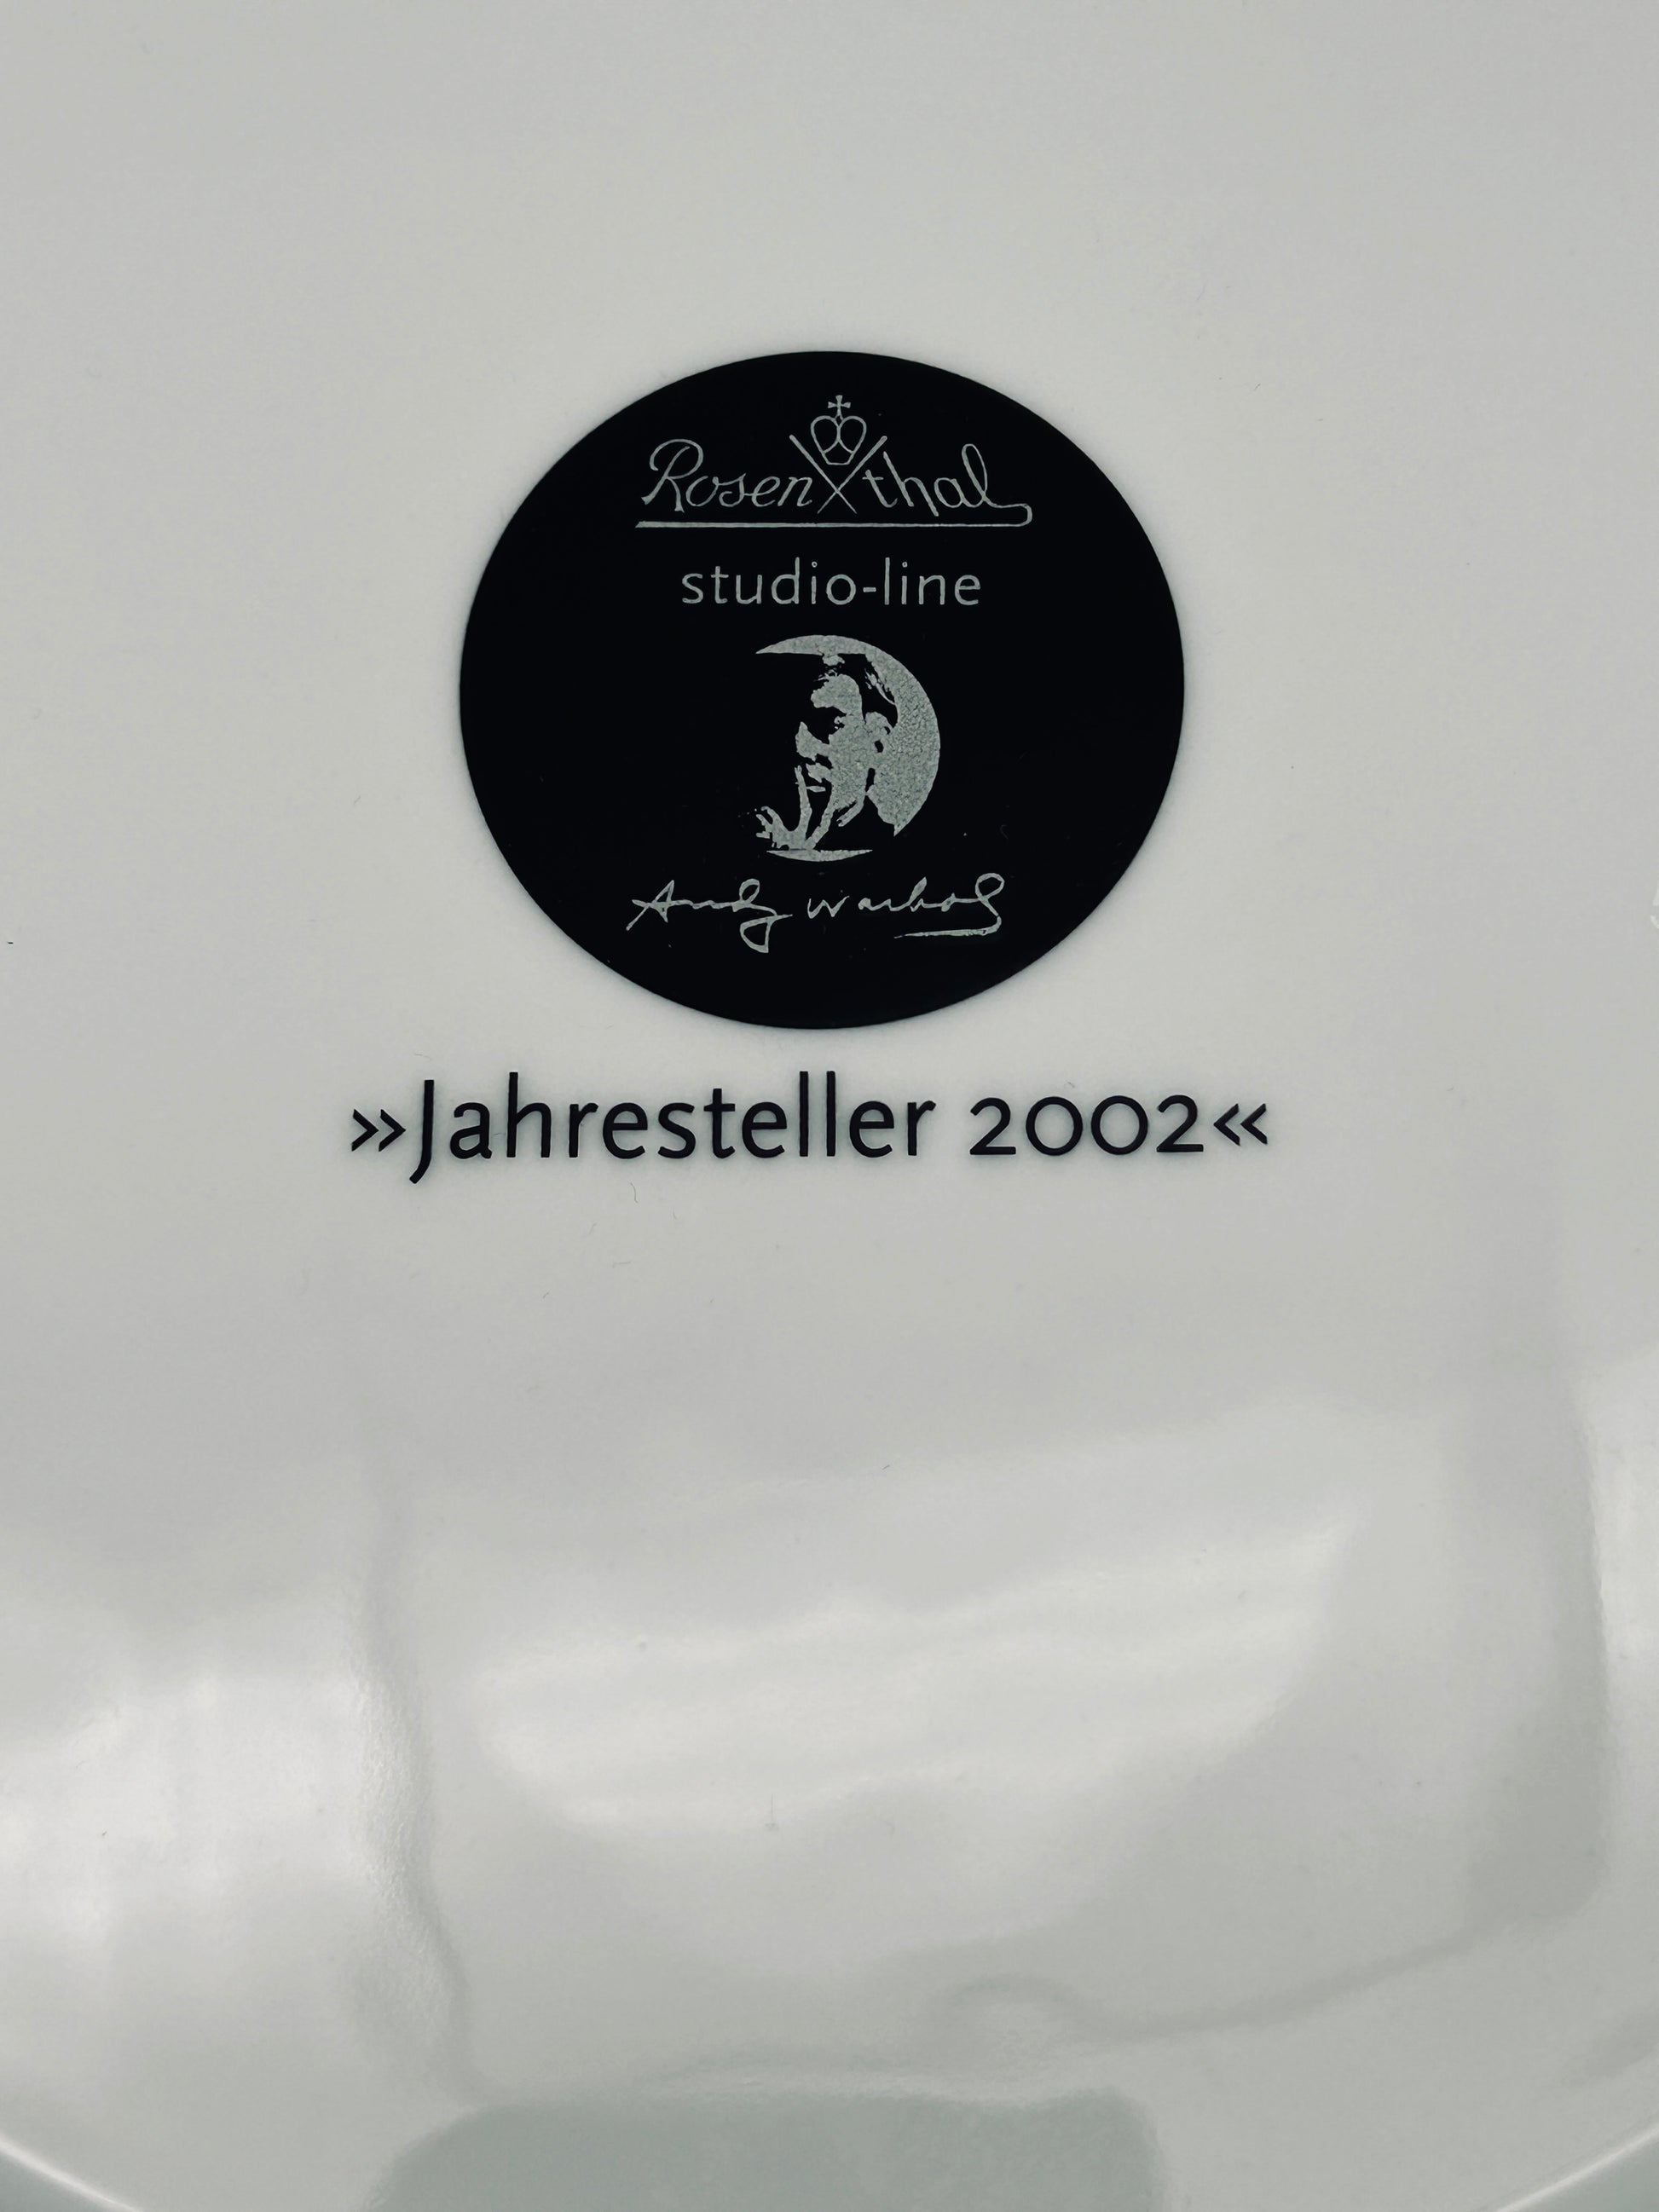 Rosenthal
studio-line
Andy Warhol
»Jahresteller 2002«